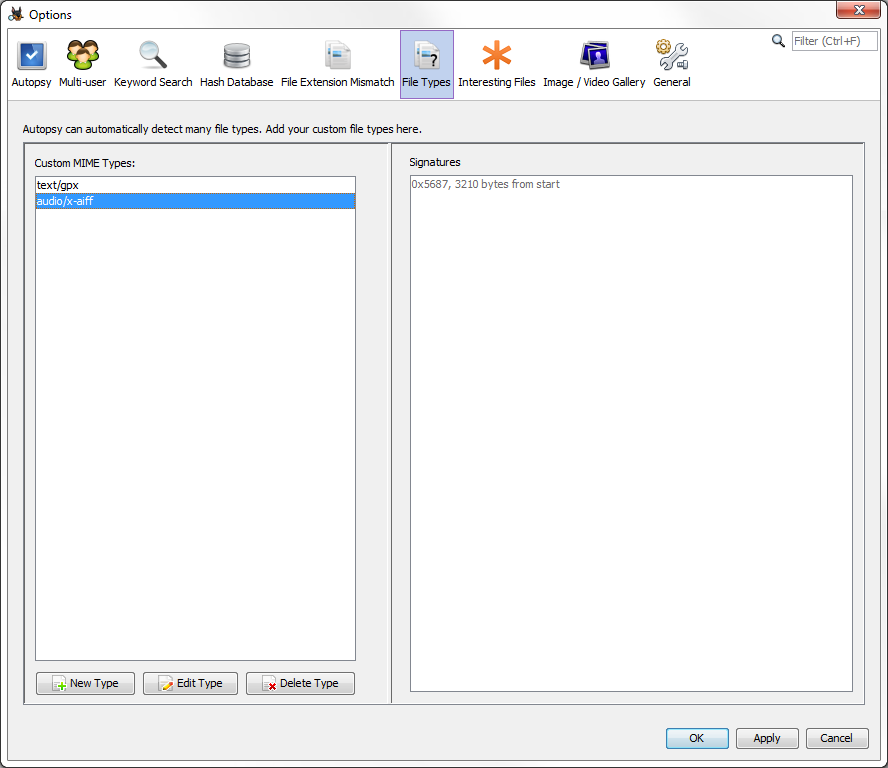 Options
Filter (Ctrl+F)
Autopsy Multi-user Keyword Search Hash Database File Extension Mismatch File Types Interesting Files Image / Video Gallery General
Autopsy can automatically detect many file types. Add your custom file types here.
Custom MIME Types:
text/gpx
audio/x-aiff
New Type Edit Type Delete Type
Signatures
0x5687, 3210 bytes from start
OK Apply Cancel